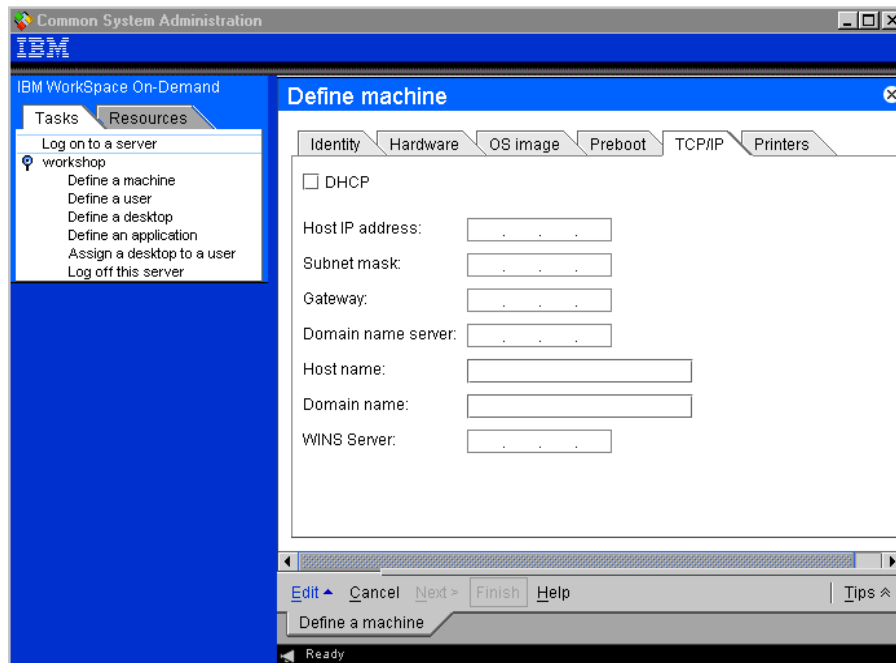 Common System Administration
IBM
IBM WorkSpace On-Demand
Tasks Resources
Log on to a server
workshop
Define a machine
Define a user
Define a desktop
Define an application
Assign a desktop to a user
Log off this server
Define machine
Identity Hardware OS image Preboot TCP/IP Printers
DHCP
Host IP address: . . .
Subnet mask: . . .
Gateway: . . .
Domain name server: . . .
Host name:
Domain name:
WINS Server: . . .
Edit Cancel Next > Finish Help Tips
Define a machine
Ready